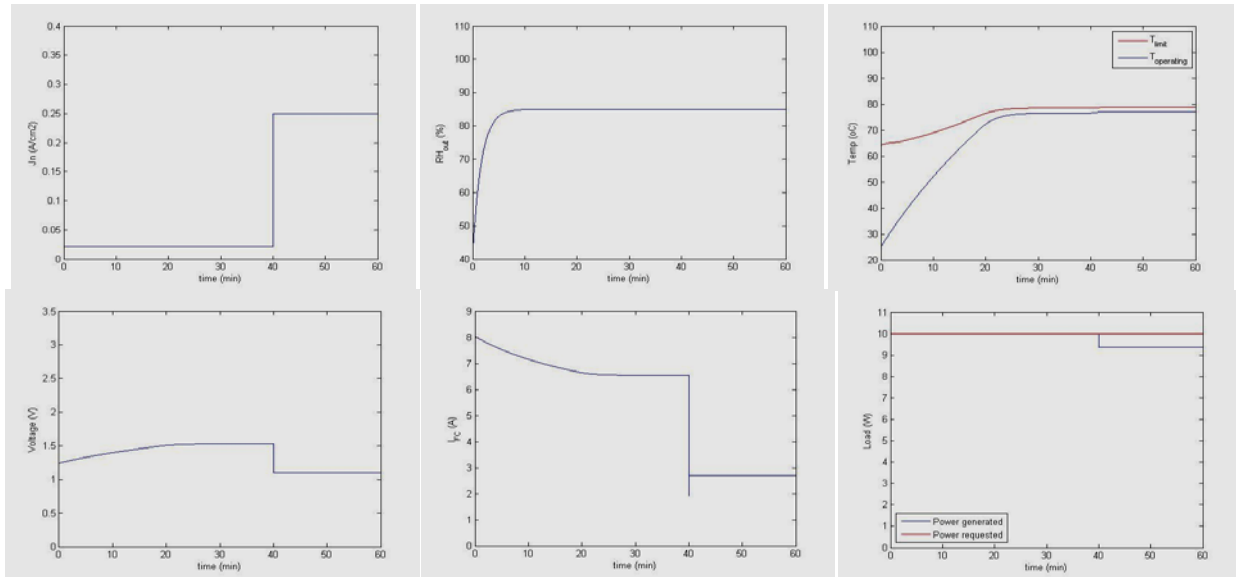 0.4
0.35
0.3
0.25
0.2
0.15
0.1
0.05
0
Jn (A/cm2)
0 10 20 30 40 50 60
time (min)
110
100
90
80
70
60
50
40
RH_out (%)
0 10 20 30 40 50 60
time (min)
110
100
90
80
70
60
50
40
30
20
Temp (oC)
T_limit
T_operating
0 10 20 30 40 50 60
time (min)
3.5
3
2.5
2
1.5
1
0.5
0
Voltage (V)
0 10 20 30 40 50 60
time (min)
9
8
7
6
5
4
3
2
1
0
I_FC (A)
0 10 20 30 40 50 60
time (min)
11
10
9
8
7
6
5
4
3
2
1
0
Load (W)
Power generated
Power requested
0 10 20 30 40 50 60
time (min)